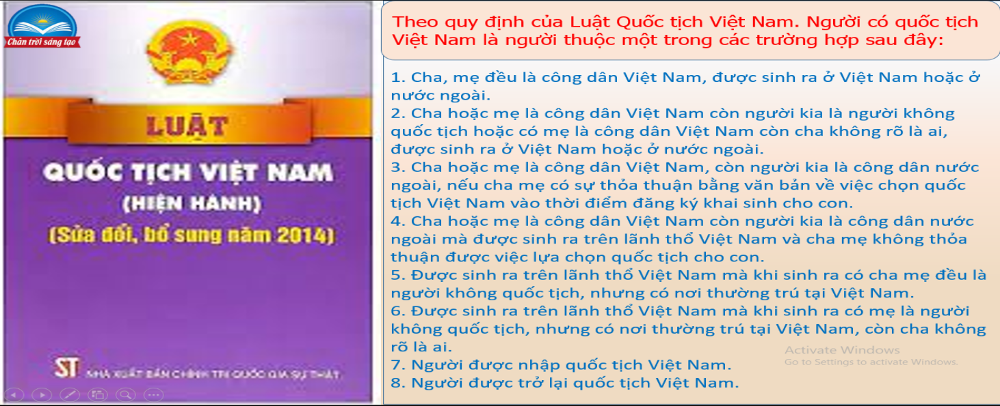 Chân trời sáng tạo
LUẬT
QUỐC TỊCH VIỆT NAM
(HIỆN HÀNH)
(Sửa đổi, bổ sung năm 2014)
ST NHÀ XUẤT BẢN CHÍNH TRỊ QUỐC GIA SỰ THẬT
Theo quy định của Luật Quốc tịch Việt Nam. Người có quốc tịch
Việt Nam là người thuộc một trong các trường hợp sau đây:
1. Cha, mẹ đều là công dân Việt Nam, được sinh ra ở Việt Nam hoặc ở
nước ngoài.
2. Cha hoặc mẹ là công dân Việt Nam còn người kia là người không
quốc tịch hoặc có mẹ là công dân Việt Nam còn cha không rõ là ai,
được sinh ra ở Việt Nam hoặc ở nước ngoài.
3. Cha hoặc mẹ là công dân Việt Nam, còn người kia là công dân nước
ngoài, nếu cha mẹ có sự thỏa thuận bằng văn bản về việc chọn quốc
tịch Việt Nam vào thời điểm đăng ký khai sinh cho con.
4. Cha hoặc mẹ là công dân Việt Nam còn người kia là công dân nước
ngoài mà được sinh ra trên lãnh thổ Việt Nam và cha mẹ không thỏa
thuận được việc lựa chọn quốc tịch cho con.
5. Được sinh ra trên lãnh thổ Việt Nam mà khi sinh ra có cha mẹ đều là
người không quốc tịch, nhưng có nơi thường trú tại Việt Nam.
6. Được sinh ra trên lãnh thổ Việt Nam mà khi sinh ra có mẹ là người
không quốc tịch, nhưng có nơi thường trú tại Việt Nam, còn cha không
rõ là ai.
7. Người được nhập quốc tịch Việt Nam.
8. Người được trở lại quốc tịch Việt Nam.
Activate Windows
Go to Settings to activate Windows.